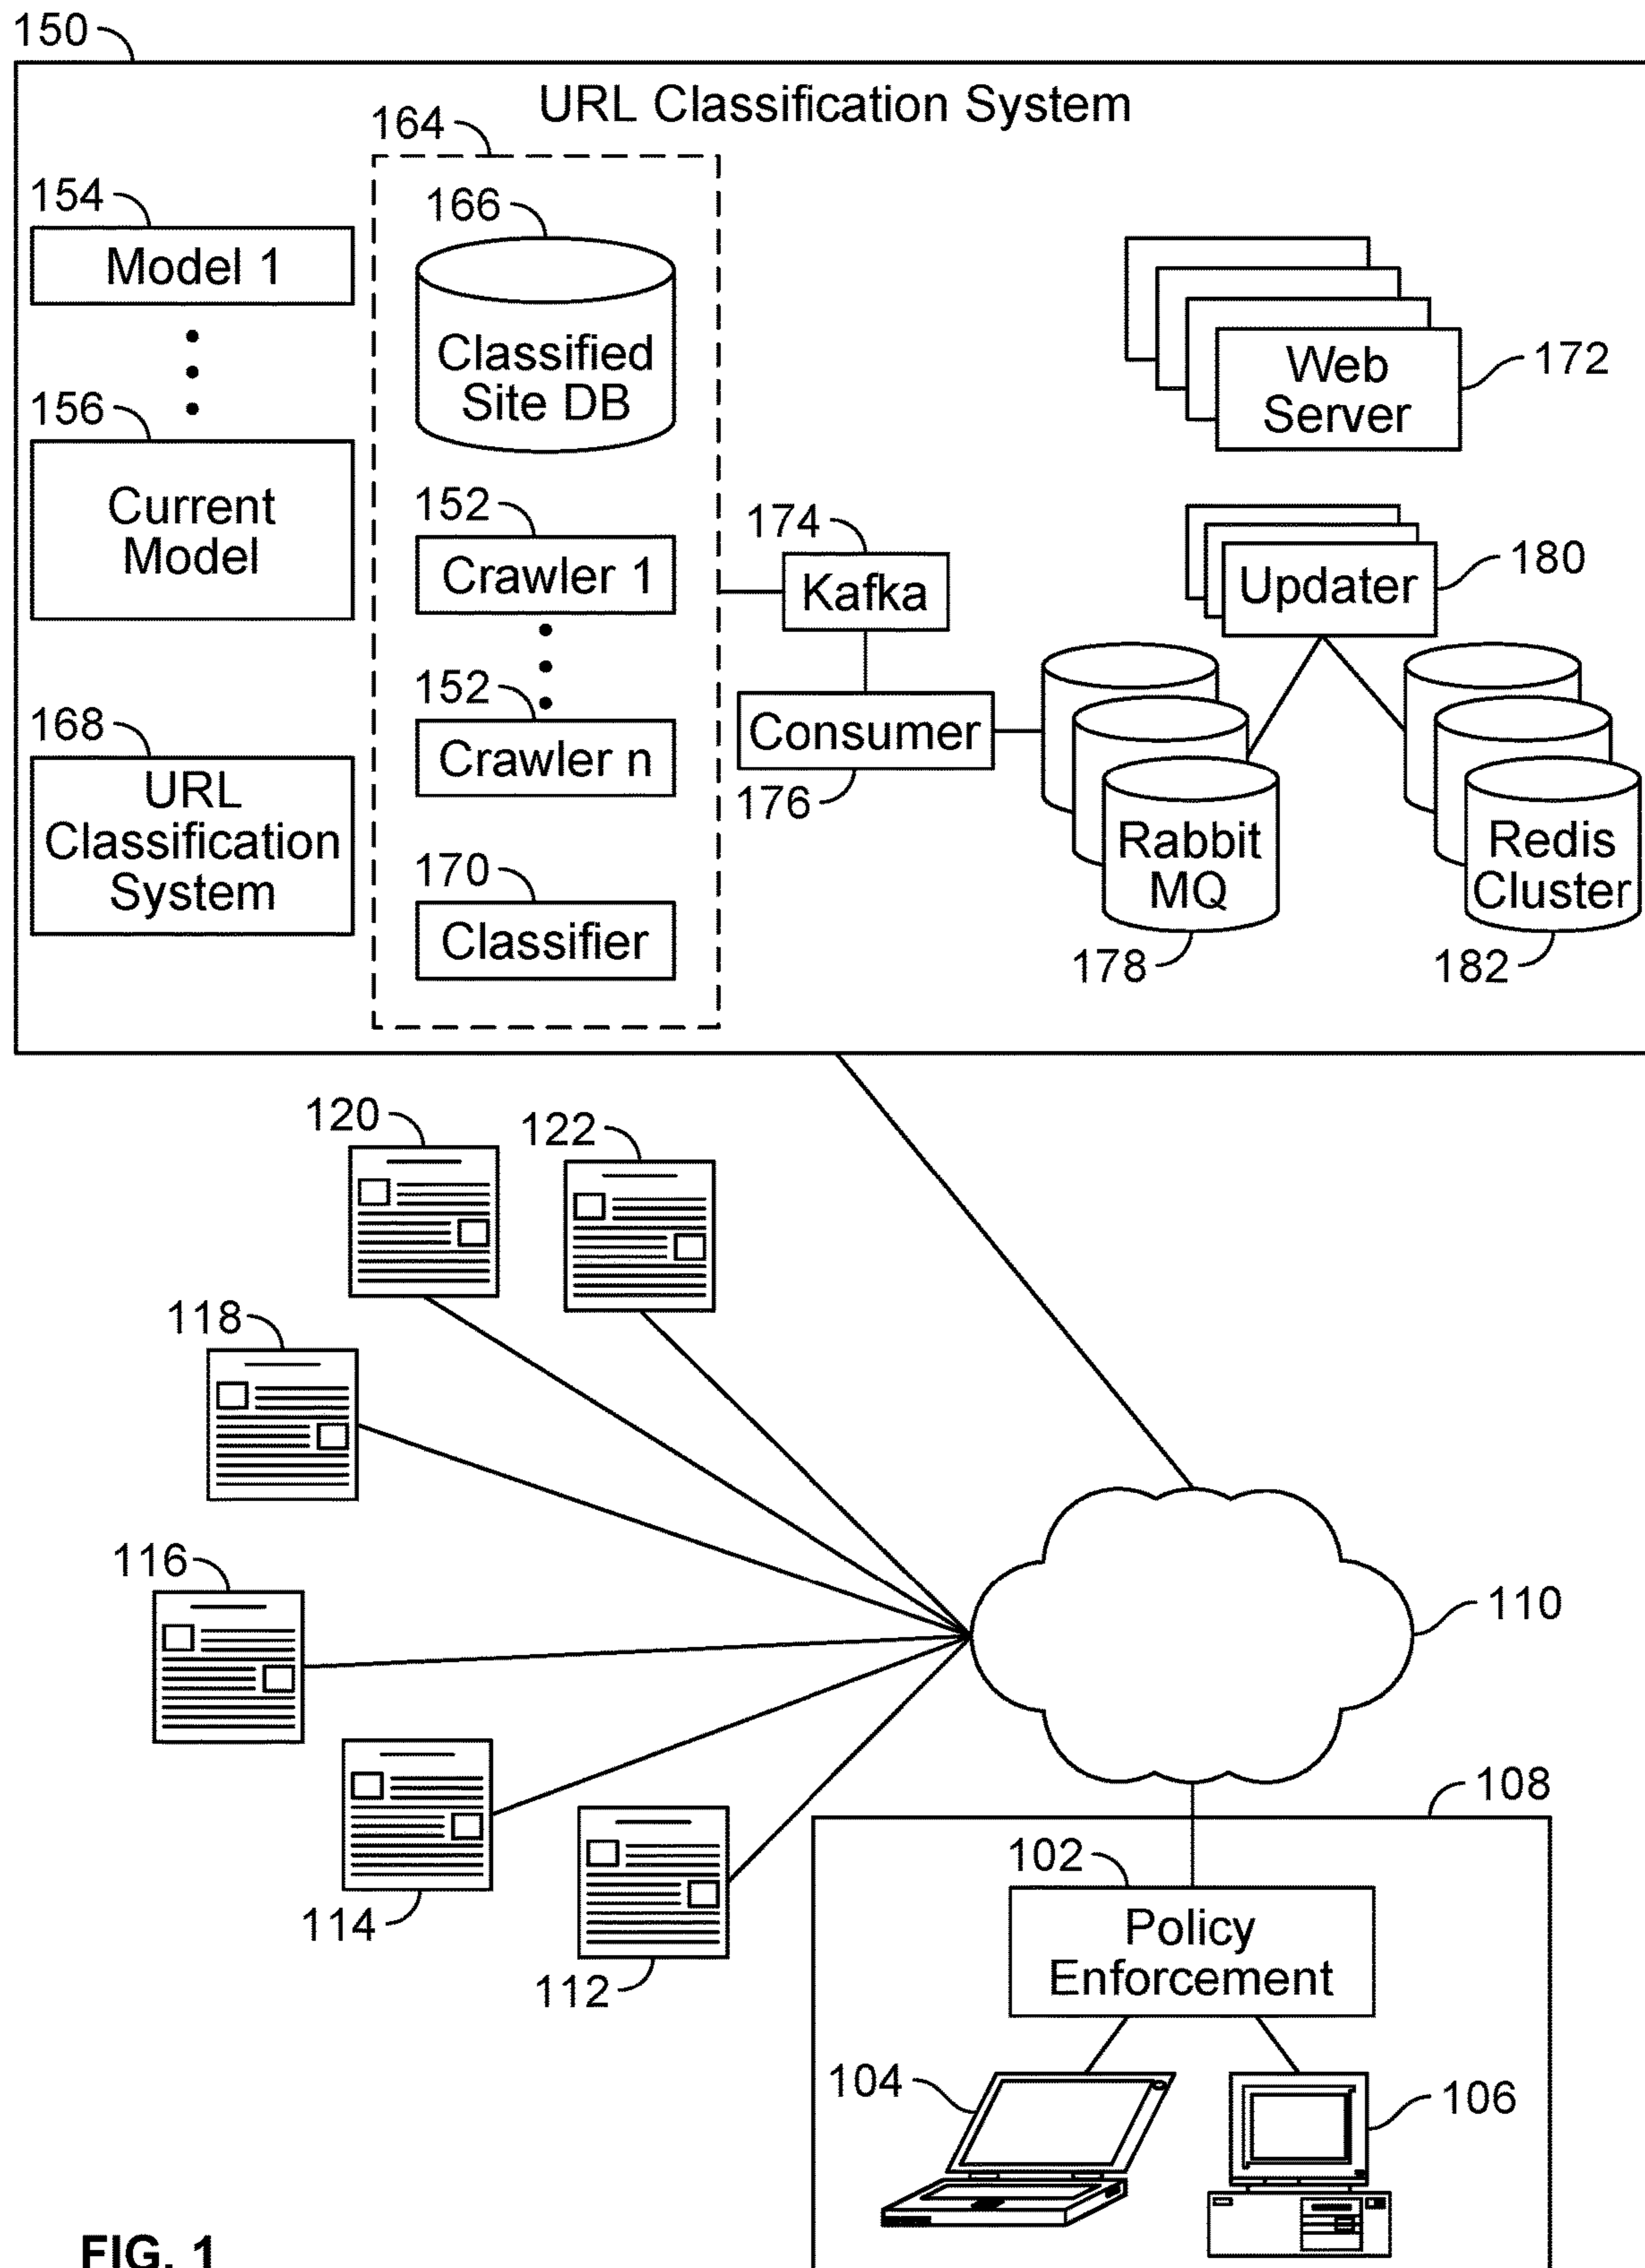 150
URL Classification System
164
154
166
Model 1
Classified
Site DB
Web
Server
172
156
Current
Model
152
Crawler 1
174
Kafka
Updater
180
152
Crawler n
168
URL
Classification
System
Consumer
176
Rabbit
MQ
Redis
Cluster
170
Classifier
178
182
120
122
118
116
110
108
114
112
102
Policy
Enforcement
104
106
FIG. 1